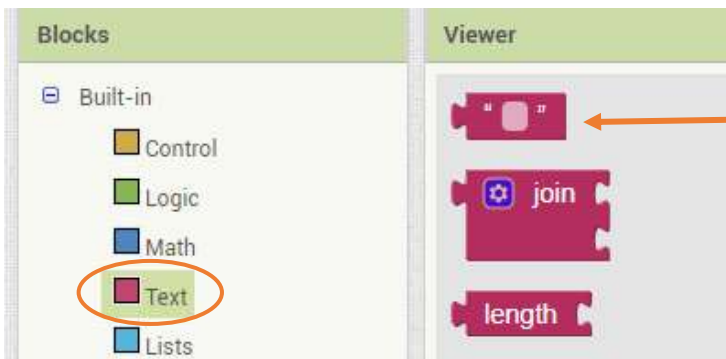 Blocks
Viewer
Built-in
Control
Logic
Math
Text
Lists
“ ”
join
length